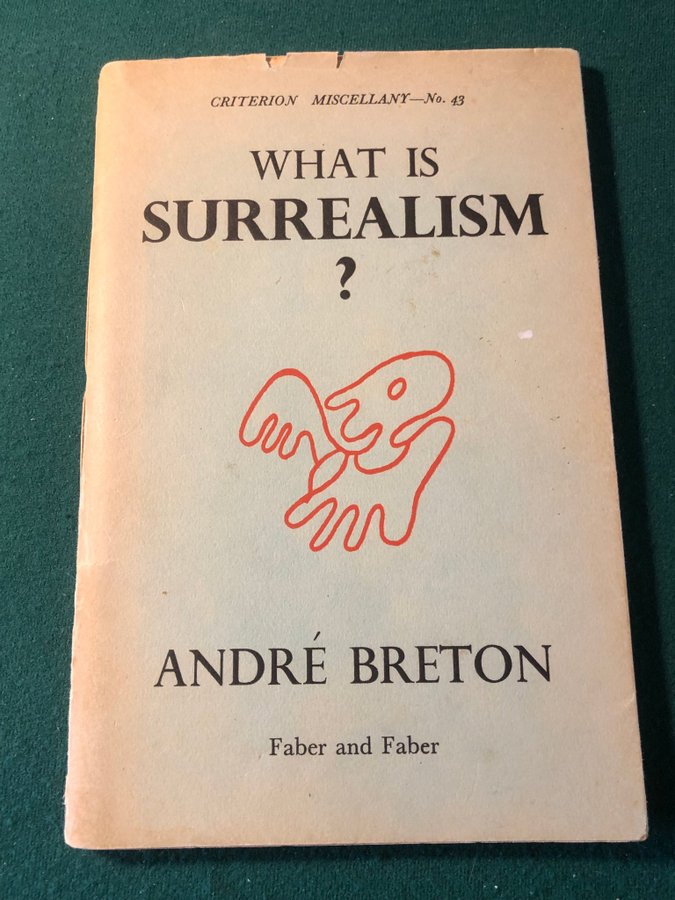 CRITERION MISCELLANY—No. 43
WHAT IS
SURREALISM
?
ANDRÉ BRETON
Faber and Faber